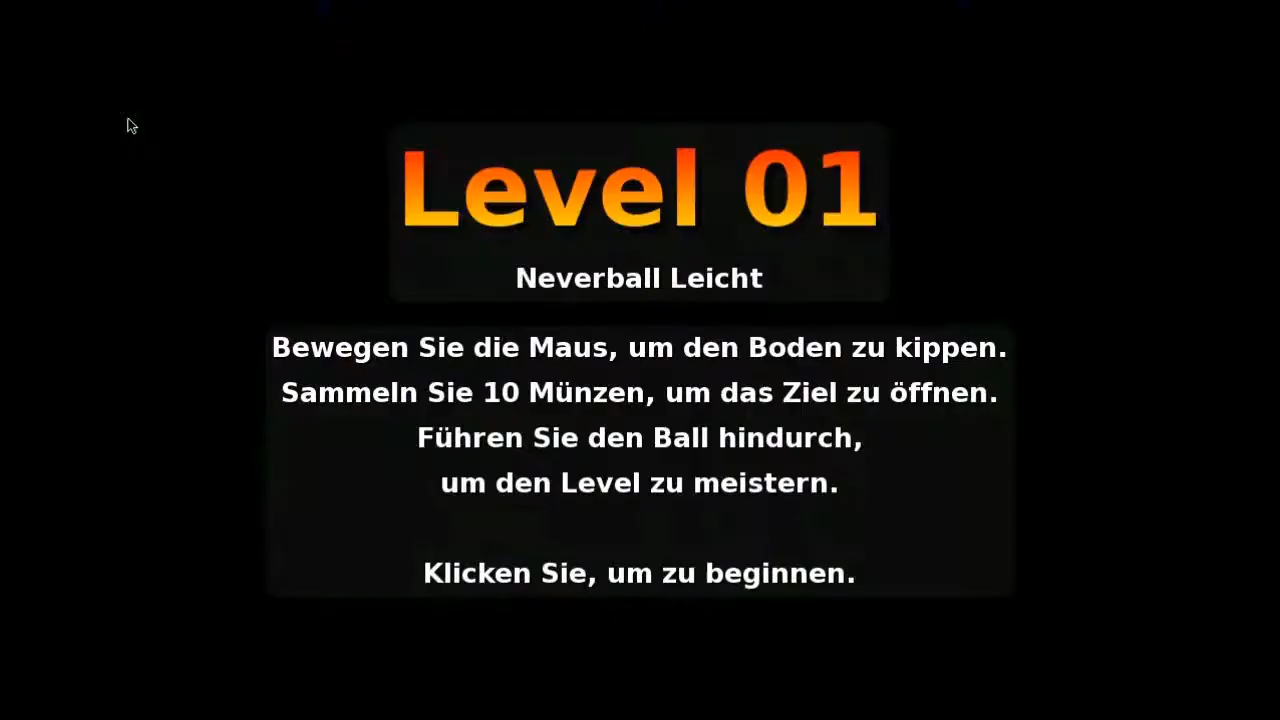 Level 01
Neverball Leicht
Bewegen Sie die Maus, um den Boden zu kippen.
Sammeln Sie 10 Münzen, um das Ziel zu öffnen.
Führen Sie den Ball hindurch,
um den Level zu meistern.
Klicken Sie, um zu beginnen.